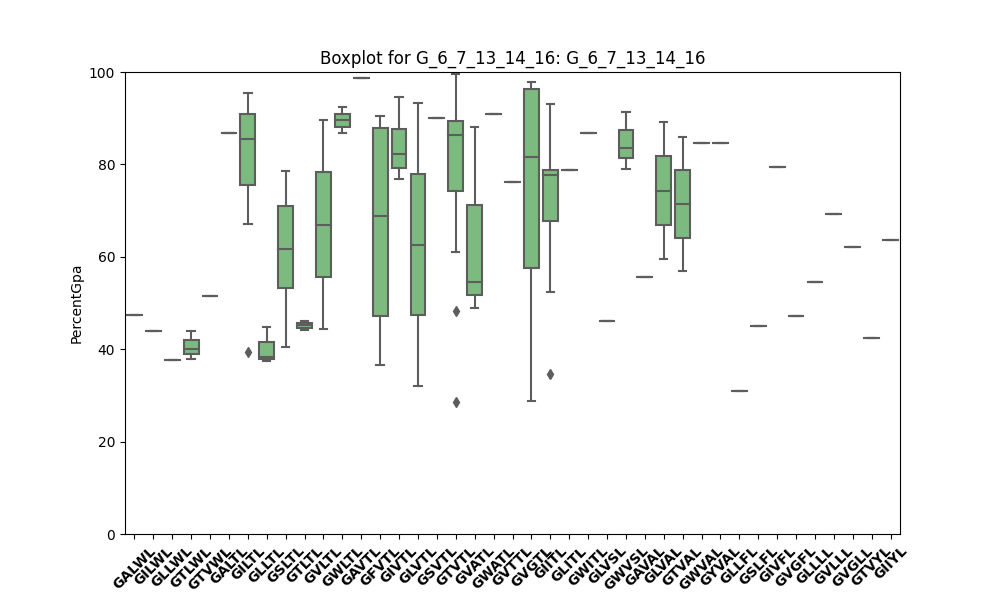 Boxplot for G_6_7_13_14_16: G_6_7_13_14_16
PercentGpa
100
80
60
40
20
0
GALWL
GILWL
GLLWL
GTLWL
GTVWL
GALTL
GILTL
GLLTL
GSLTL
GTLTL
GVLTL
GWLTL
GAVTL
GFVTL
GIVTL
GLVTL
GSVTL
GTVTL
GVATL
GWATL
GVTTL
GVGTL
GIITL
GLITL
GWITL
GLVSL
GWVSL
GAVAL
GLVAL
GTVAL
GWVAL
GYVAL
GLLFL
GSLFL
GIVFL
GVGFL
GLLLL
GVLLL
GVGLL
GTVYL
GIIYL